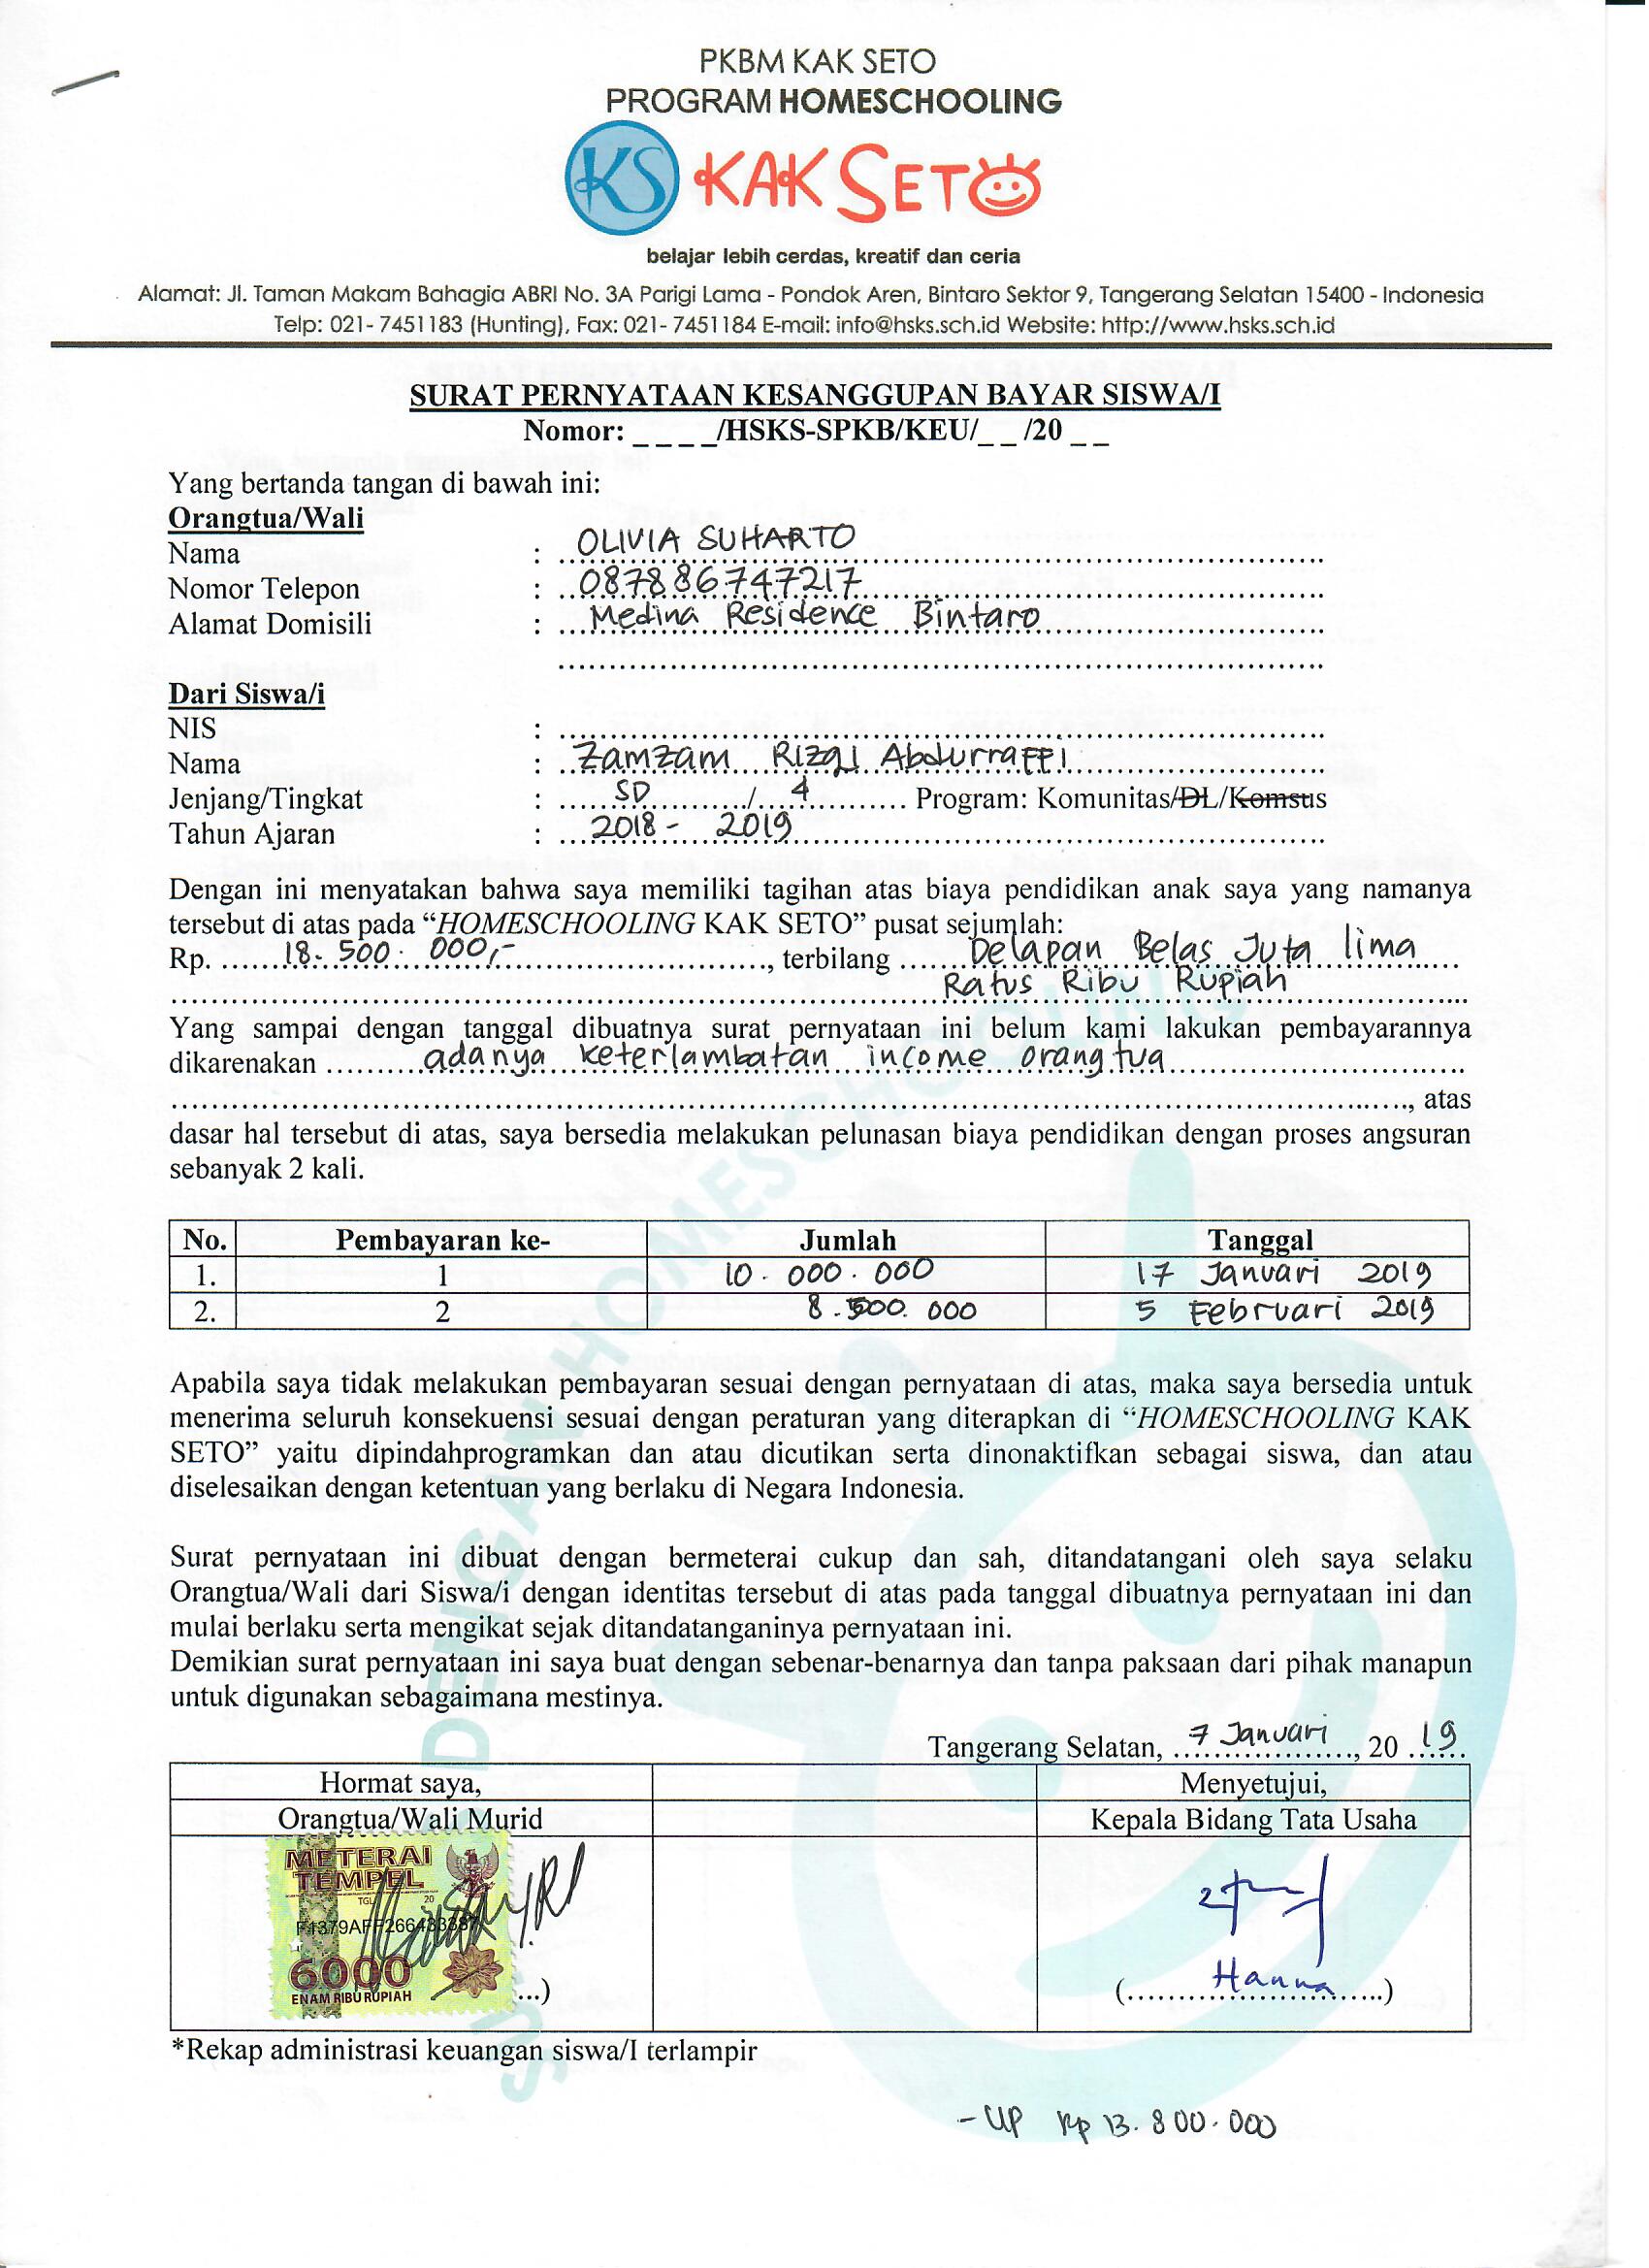 PKBM KAK SETO
PROGRAM HOMESCHOOLING
KS KAK SETO
belajar lebih cerdas, kreatif dan ceria
Alamat: Jl. Taman Makam Bahagia ABRI No. 3A Parigi Lama - Pondok Aren, Bintaro Sektor 9, Tangerang Selatan 15400 - Indonesia
Telp: 021- 7451183 (Hunting), Fax: 021- 7451184 E-mail: info@hsks.sch.id Website: http://www.hsks.sch.id
SURAT PERNYATAAN KESANGGUPAN BAYAR SISWA/I
Nomor: _ _ _ _/HSKS-SPKB/KEU/_ _ /20 _ _
Yang bertanda tangan di bawah ini:
Orangtua/Wali
Nama : OLIVIA SUHARTO
Nomor Telepon : 087886747217
Alamat Domisili : Medina Residence Bintaro
Dari Siswa/i
NIS :
Nama : Zamzam Rizqi Abdurraffi
Jenjang/Tingkat : SD / 4 Program: Komunitas/DL/Komsus
Tahun Ajaran : 2018 - 2019
Dengan ini menyatakan bahwa saya memiliki tagihan atas biaya pendidikan anak saya yang namanya
tersebut di atas pada “HOMESCHOOLING KAK SETO” pusat sejumlah:
Rp. 18.500.000,- , terbilang Delapan Belas Juta lima
Ratus Ribu Rupiah
Yang sampai dengan tanggal dibuatnya surat pernyataan ini belum kami lakukan pembayarannya
dikarenakan adanya keterlambatan income orangtua
, atas
dasar hal tersebut di atas, saya bersedia melakukan pelunasan biaya pendidikan dengan proses angsuran
sebanyak 2 kali.
No. Pembayaran ke- Jumlah Tanggal
1. 1 10.000.000 17 Januari 2019
2. 2 8.500.000 5 Februari 2019
Apabila saya tidak melakukan pembayaran sesuai dengan pernyataan di atas, maka saya bersedia untuk
menerima seluruh konsekuensi sesuai dengan peraturan yang diterapkan di “HOMESCHOOLING KAK
SETO” yaitu dipindahprogramkan dan atau dicutikan serta dinonaktifkan sebagai siswa, dan atau
diselesaikan dengan ketentuan yang berlaku di Negara Indonesia.
Surat pernyataan ini dibuat dengan bermeterai cukup dan sah, ditandatangani oleh saya selaku
Orangtua/Wali dari Siswa/i dengan identitas tersebut di atas pada tanggal dibuatnya pernyataan ini dan
mulai berlaku serta mengikat sejak ditandatanganinya pernyataan ini.
Demikian surat pernyataan ini saya buat dengan sebenar-benarnya dan tanpa paksaan dari pihak manapun
untuk digunakan sebagaimana mestinya.
Tangerang Selatan, 7 Januari, 20 19
Hormat saya, Menyetujui,
Orangtua/Wali Murid Kepala Bidang Tata Usaha
METERAI
TEMPEL
TGL 20
6000
ENAM RIBU RUPIAH
(Hanna)
*Rekap administrasi keuangan siswa/I terlampir
- UP Rp 13.800.000